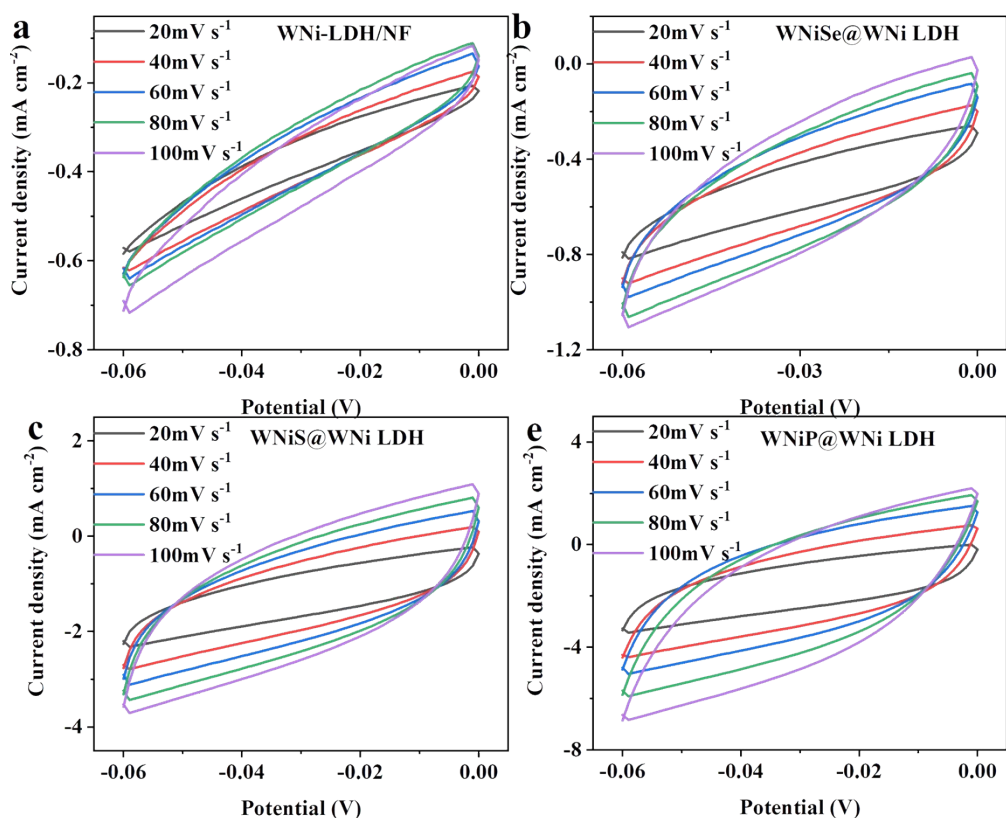 a
WNi-LDH/NF
20mV s⁻¹
40mV s⁻¹
60mV s⁻¹
80mV s⁻¹
100mV s⁻¹
-0.2
-0.4
-0.6
-0.8
-0.06
-0.04
-0.02
0.00
Current density (mA cm⁻²)
Potential (V)
b
WNiSe@WNi LDH
20mV s⁻¹
40mV s⁻¹
60mV s⁻¹
80mV s⁻¹
100mV s⁻¹
0.0
-0.4
-0.8
-1.2
-0.06
-0.03
0.00
Current density (mA cm⁻²)
Potential (V)
c
WNiS@WNi LDH
20mV s⁻¹
40mV s⁻¹
60mV s⁻¹
80mV s⁻¹
100mV s⁻¹
2
0
-2
-4
-0.06
-0.04
-0.02
0.00
Current density (mA cm⁻²)
Potential (V)
e
WNiP@WNi LDH
20mV s⁻¹
40mV s⁻¹
60mV s⁻¹
80mV s⁻¹
100mV s⁻¹
4
0
-4
-8
-0.06
-0.04
-0.02
0.00
Current density (mA cm⁻²)
Potential (V)